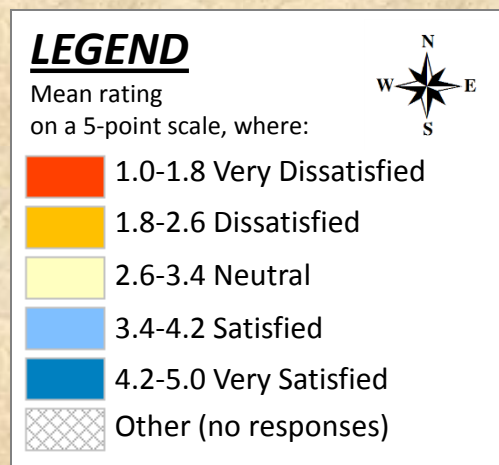 LEGEND
Mean rating
on a 5-point scale, where:
N
W E
S
1.0-1.8 Very Dissatisfied
1.8-2.6 Dissatisfied
2.6-3.4 Neutral
3.4-4.2 Satisfied
4.2-5.0 Very Satisfied
Other (no responses)